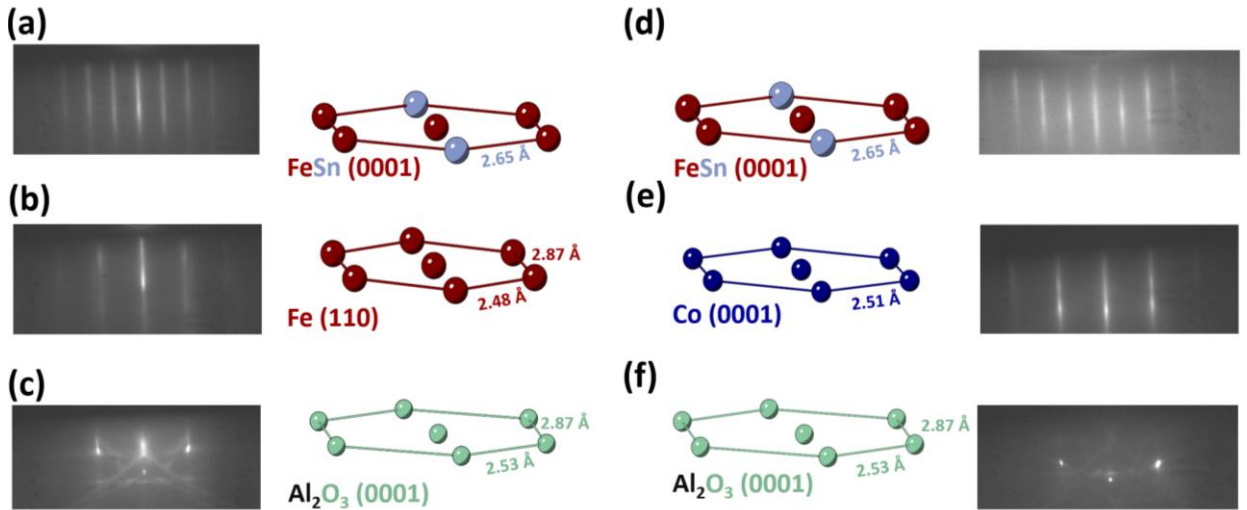 (a)
2.65 Å
FeSn (0001)
(b)
2.87 Å
2.48 Å
Fe (110)
(c)
2.87 Å
2.53 Å
Al₂O₃ (0001)
(d)
2.65 Å
FeSn (0001)
(e)
2.51 Å
Co (0001)
(f)
2.87 Å
2.53 Å
Al₂O₃ (0001)